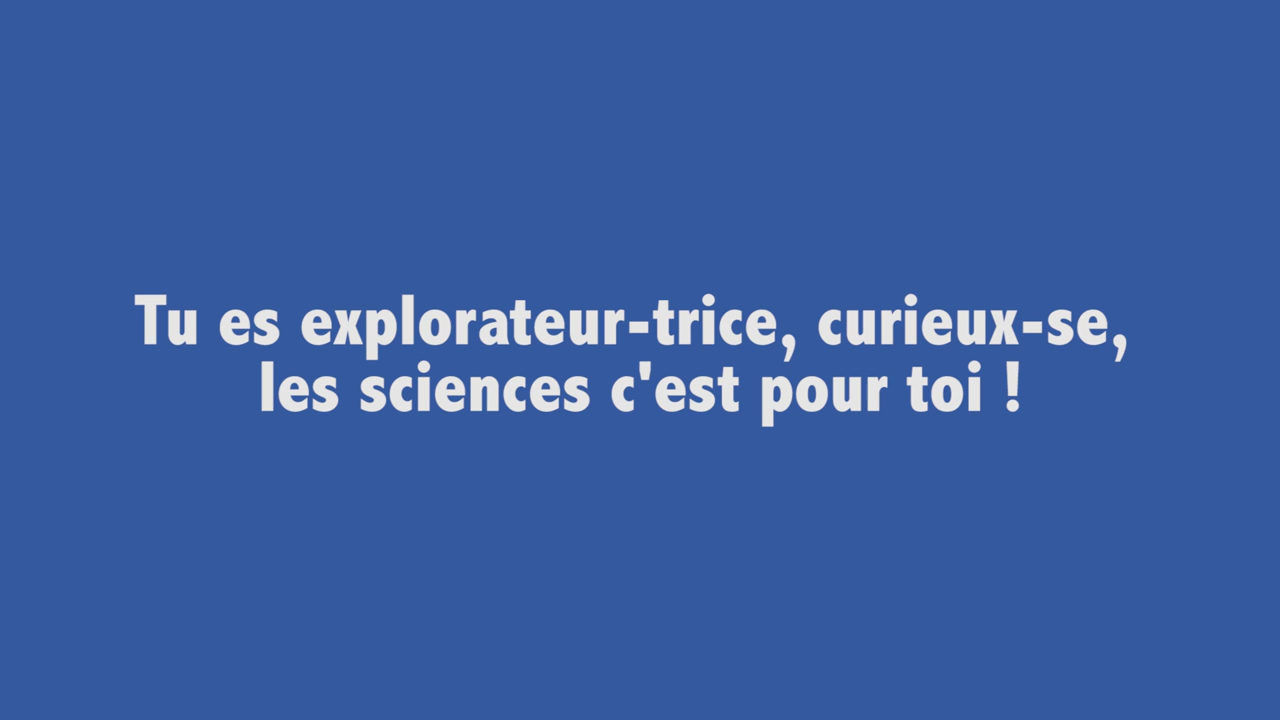 Tu es explorateur-trice, curieux-se,
les sciences c'est pour toi !